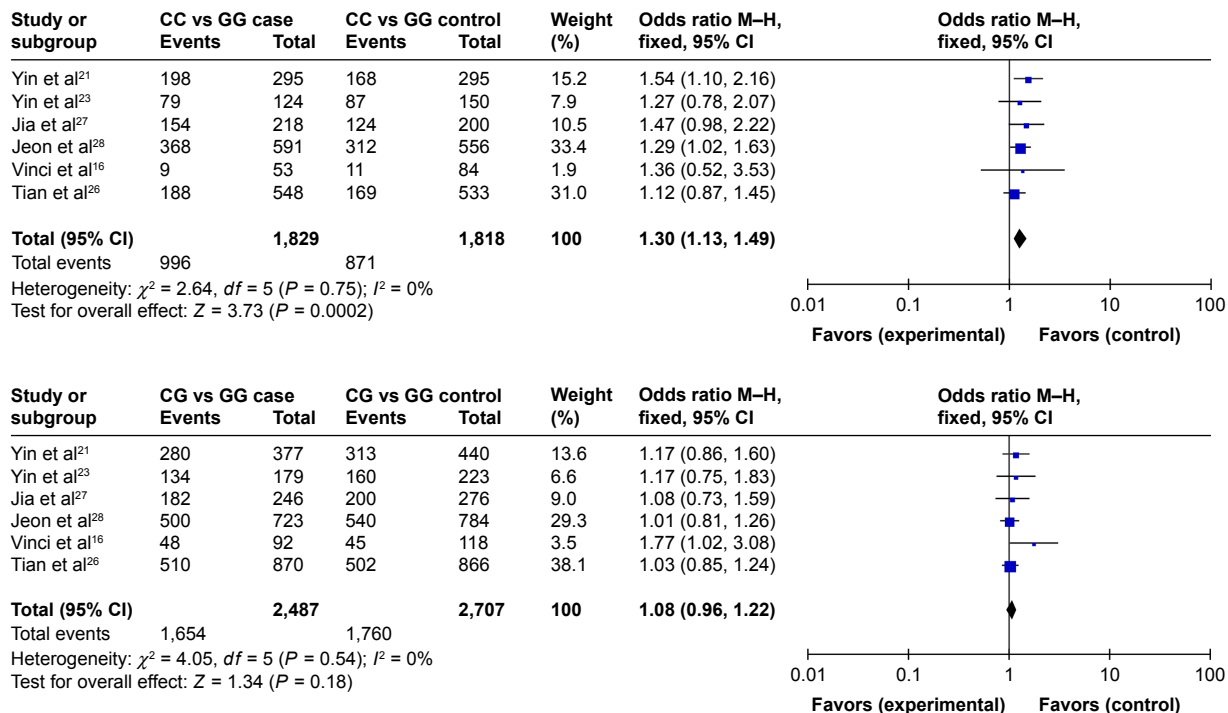 Study or CC vs GG case CC vs GG control Weight Odds ratio M–H, Odds ratio M–H,
subgroup Events Total Events Total (%) fixed, 95% CI fixed, 95% CI
Yin et al21 198 295 168 295 15.2 1.54 (1.10, 2.16)
Yin et al23 79 124 87 150 7.9 1.27 (0.78, 2.07)
Jia et al27 154 218 124 200 10.5 1.47 (0.98, 2.22)
Jeon et al28 368 591 312 556 33.4 1.29 (1.02, 1.63)
Vinci et al16 9 53 11 84 1.9 1.36 (0.52, 3.53)
Tian et al26 188 548 169 533 31.0 1.12 (0.87, 1.45)
Total (95% CI) 1,829 1,818 100 1.30 (1.13, 1.49)
Total events 996 871
Heterogeneity: χ2 = 2.64, df = 5 (P = 0.75); I2 = 0%
Test for overall effect: Z = 3.73 (P = 0.0002)
0.01 0.1 1 10 100
Favors (experimental) Favors (control)
Study or CG vs GG case CG vs GG control Weight Odds ratio M–H, Odds ratio M–H,
subgroup Events Total Events Total (%) fixed, 95% CI fixed, 95% CI
Yin et al21 280 377 313 440 13.6 1.17 (0.86, 1.60)
Yin et al23 134 179 160 223 6.6 1.17 (0.75, 1.83)
Jia et al27 182 246 200 276 9.0 1.08 (0.73, 1.59)
Jeon et al28 500 723 540 784 29.3 1.01 (0.81, 1.26)
Vinci et al16 48 92 45 118 3.5 1.77 (1.02, 3.08)
Tian et al26 510 870 502 866 38.1 1.03 (0.85, 1.24)
Total (95% CI) 2,487 2,707 100 1.08 (0.96, 1.22)
Total events 1,654 1,760
Heterogeneity: χ2 = 4.05, df = 5 (P = 0.54); I2 = 0%
Test for overall effect: Z = 1.34 (P = 0.18)
0.01 0.1 1 10 100
Favors (experimental) Favors (control)